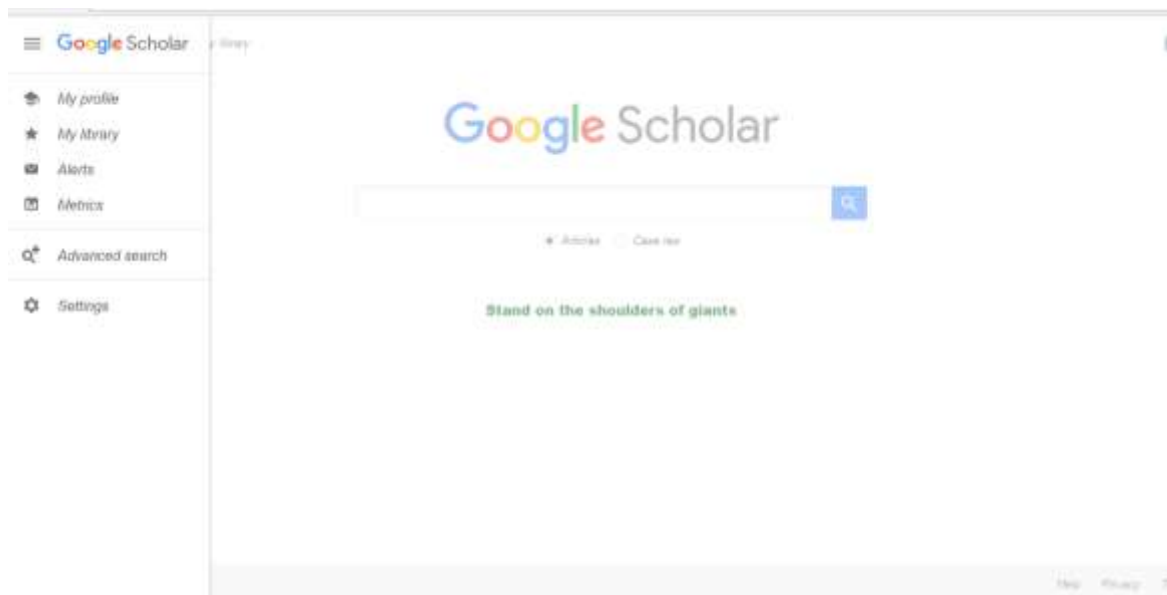 Google Scholar
library
My profile
My library
Alerts
Metrics
Advanced search
Settings
Google Scholar
Articles Case law
Stand on the shoulders of giants
Help Privacy